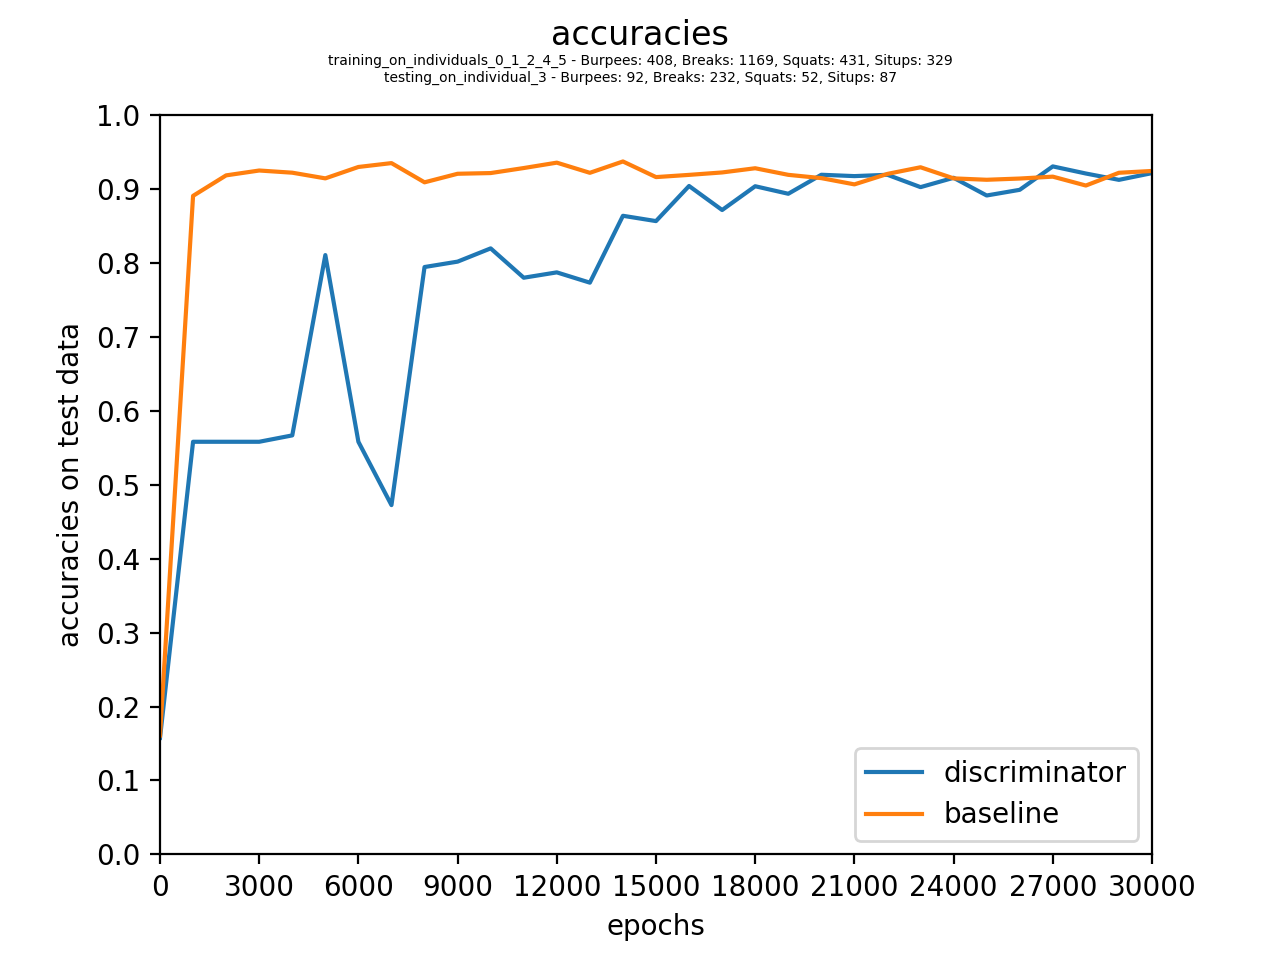 accuracies
training_on_individuals_0_1_2_4_5 - Burpees: 408, Breaks: 1169, Squats: 431, Situps: 329
testing_on_individual_3 - Burpees: 92, Breaks: 232, Squats: 52, Situps: 87
1.0
0.9
0.8
0.7
0.6
0.5
0.4
0.3
0.2
0.1
0.0
accuracies on test data
discriminator
baseline
0 3000 6000 9000 12000 15000 18000 21000 24000 27000 30000
epochs